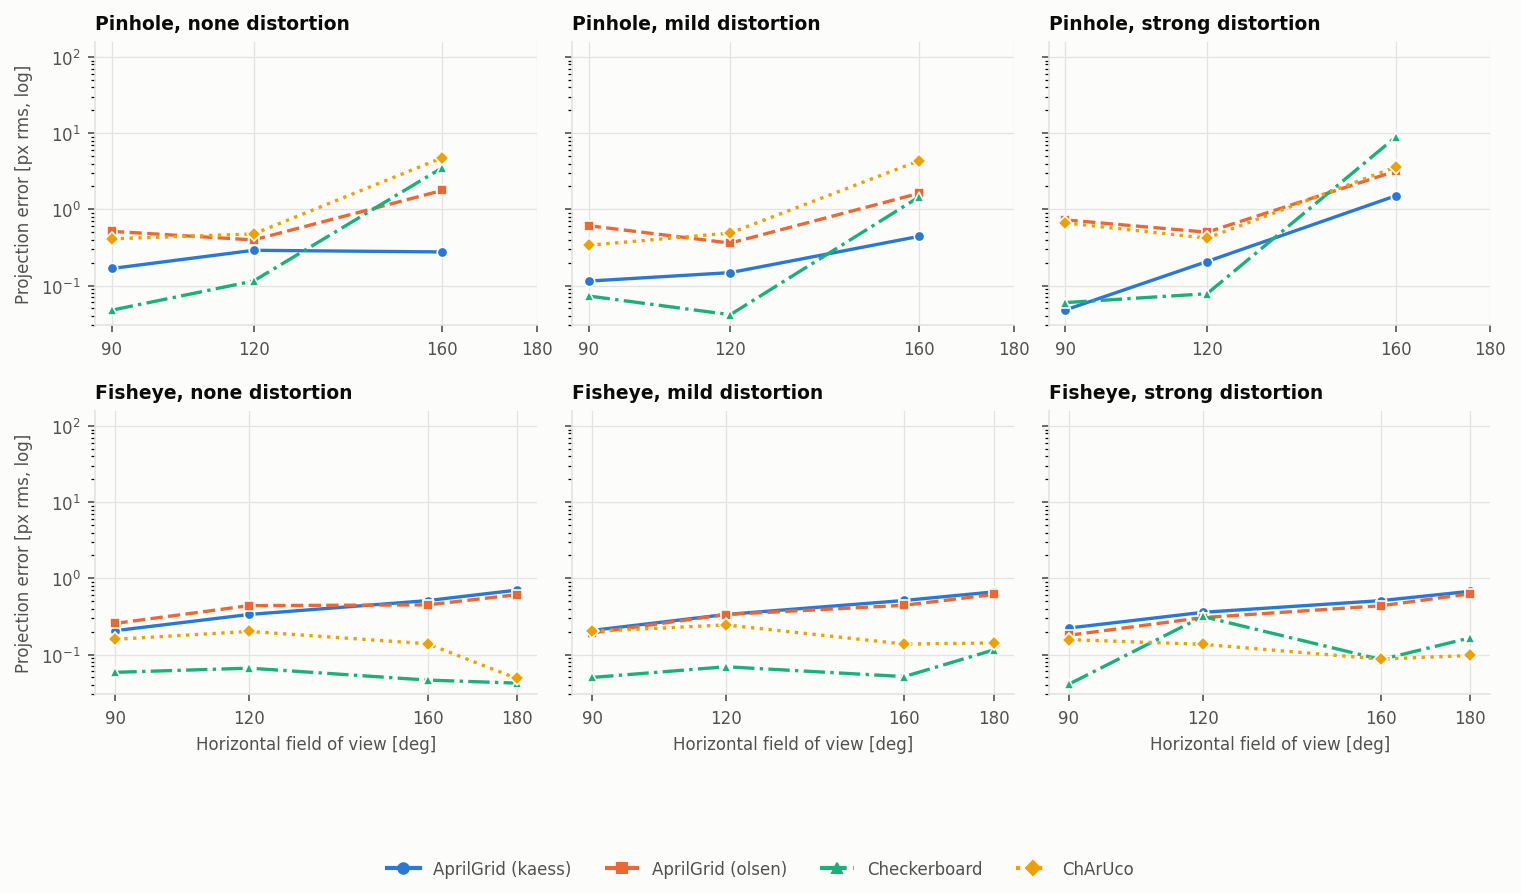 Pinhole, none distortion
Pinhole, mild distortion
Pinhole, strong distortion
Projection error [px rms, log]
10²
10¹
10⁰
10⁻¹
90 120 160 180
90 120 160 180
90 120 160 180
Fisheye, none distortion
Fisheye, mild distortion
Fisheye, strong distortion
Projection error [px rms, log]
10²
10¹
10⁰
10⁻¹
90 120 160 180
90 120 160 180
90 120 160 180
Horizontal field of view [deg]
Horizontal field of view [deg]
Horizontal field of view [deg]
AprilGrid (kaess) AprilGrid (olsen) Checkerboard ChArUco